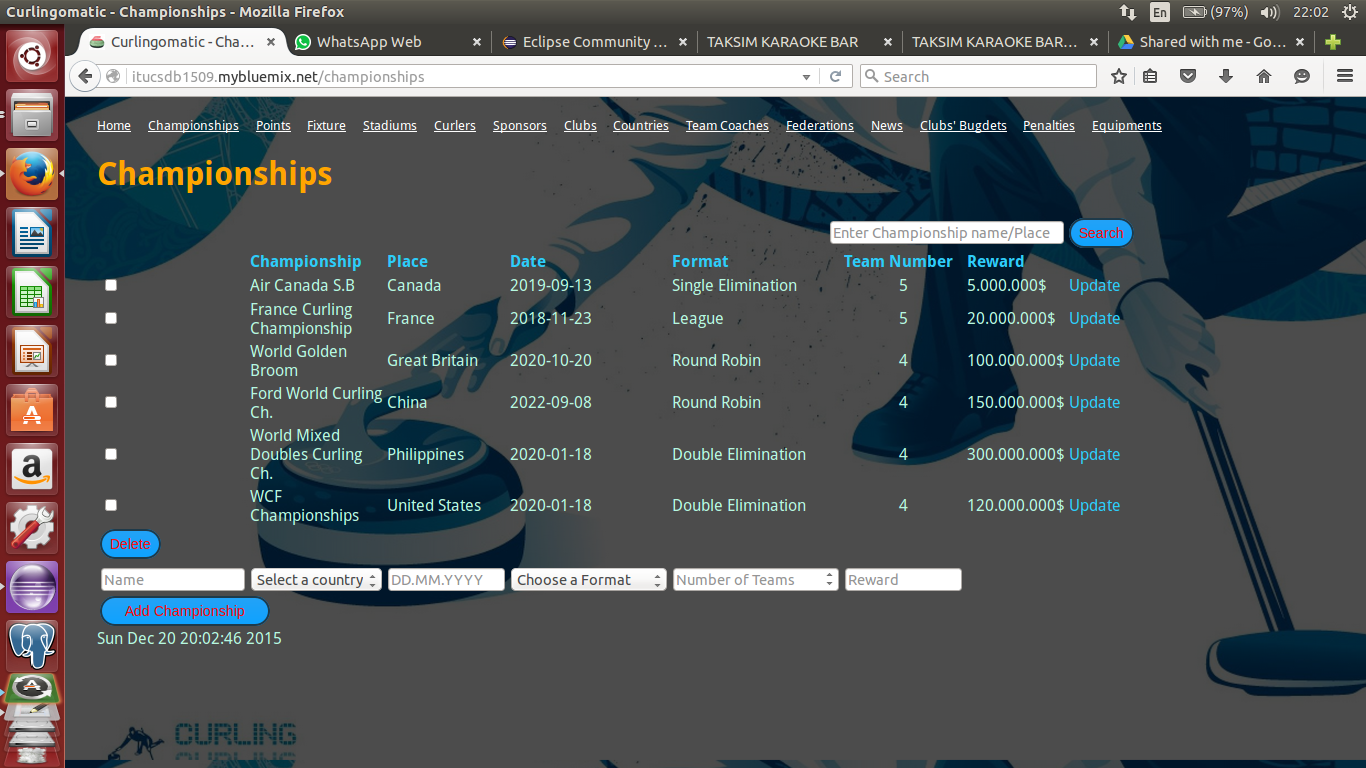 Curlingomatic - Championships - Mozilla Firefox
En (97%) 22:02
Curlingomatic - Cha... WhatsApp Web Eclipse Community ... TAKSIM KARAOKE BAR TAKSIM KARAOKE BAR... Shared with me - Go...
itucsdb1509.mybluemix.net/championships Search
Home Championships Points Fixture Stadiums Curlers Sponsors Clubs Countries Team Coaches Federations News Clubs' Bugdets Penalties Equipments
Championships
Enter Championship name/Place Search
Championship Place Date Format Team Number Reward
Air Canada S.B Canada 2019-09-13 Single Elimination 5 5.000.000$ Update
France Curling
Championship France 2018-11-23 League 5 20.000.000$ Update
World Golden
Broom Great Britain 2020-10-20 Round Robin 4 100.000.000$ Update
Ford World Curling
Ch. China 2022-09-08 Round Robin 4 150.000.000$ Update
World Mixed
Doubles Curling Philippines 2020-01-18 Double Elimination 4 300.000.000$ Update
Ch.
WCF
Championships United States 2020-01-18 Double Elimination 4 120.000.000$ Update
Delete
Name Select a country DD.MM.YYYY Choose a Format Number of Teams Reward
Add Championship
Sun Dec 20 20:02:46 2015
CURLING